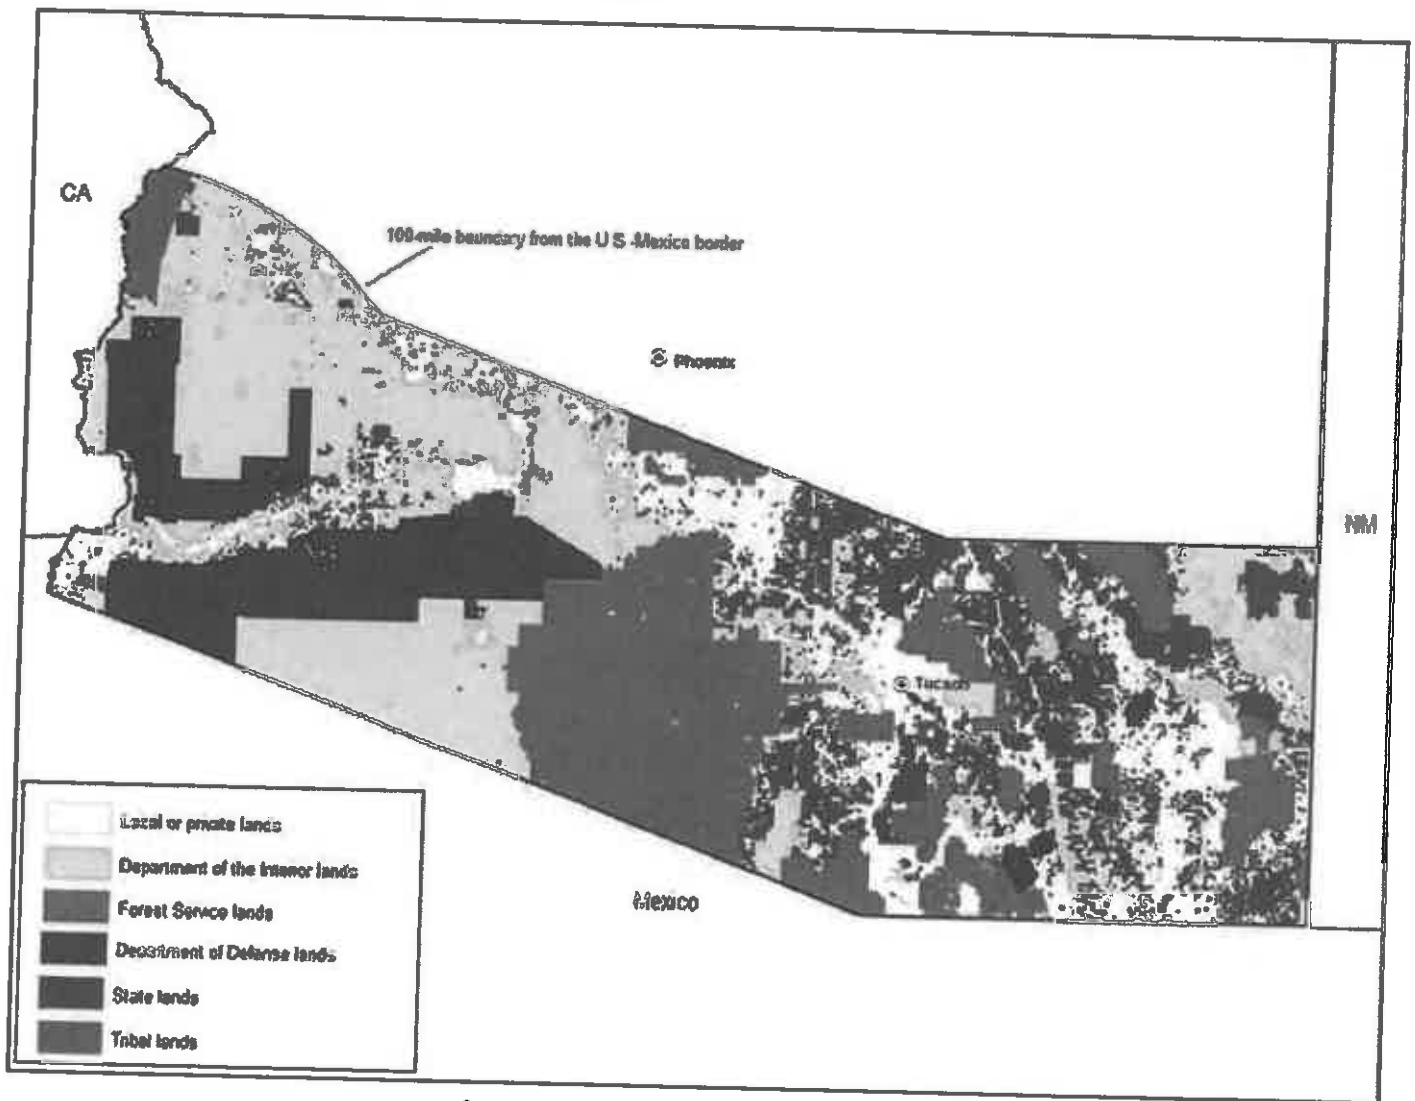 CA
100-mile boundary from the U S -Mexico border
Phoenix
NM
Tucson
Mexico
Local or private lands
Department of the Interior lands
Forest Service lands
Department of Defense lands
State lands
Tribal lands